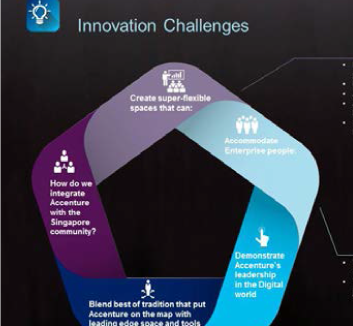 Innovation Challenges
Create super-flexible
spaces that can:
Accommodate
Enterprise people.
How do we
integrate
Accenture
with the
Singapore
community?
Demonstrate
Accenture's
leadership
in the Digital
world
Blend best of tradition that put
Accenture on the map with
leading edge space and tools